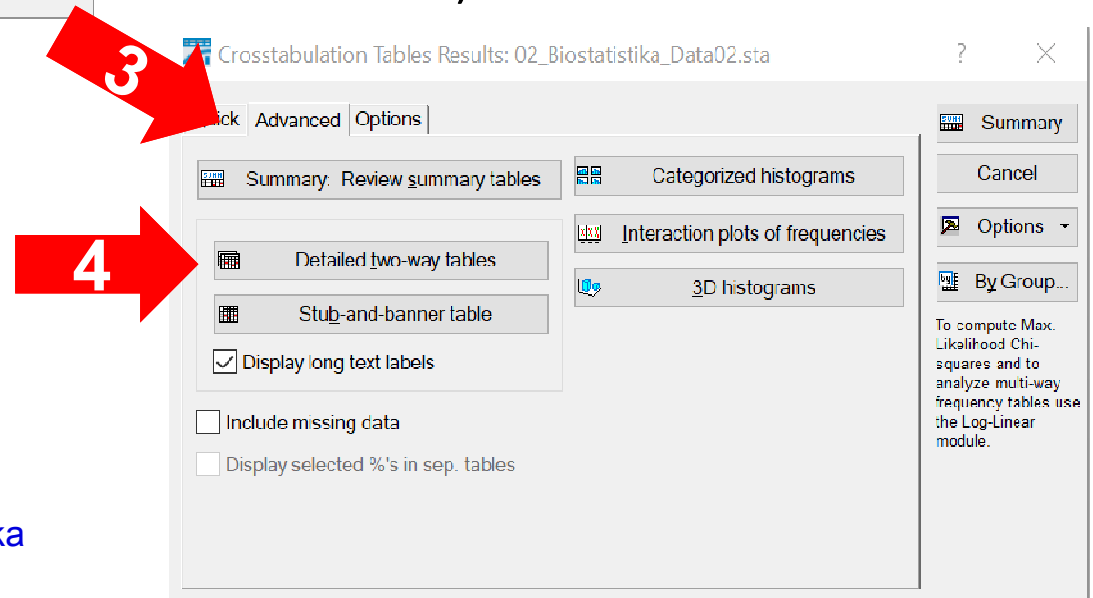 3
Crosstabulation Tables Results: 02_Biostatistika_Data02.sta
Advanced
Options
Summary
Summary: Review summary tables
Categorized histograms
Cancel
Interaction plots of frequencies
Options
4
Detailed two-way tables
3D histograms
By Group...
Stub-and-banner table
Display long text labels
To compute Max.
Likelihood Chi-
squares and to
analyze multi-way
frequency tables use
the Log-Linear
module.
Include missing data
Display selected %'s in sep. tables